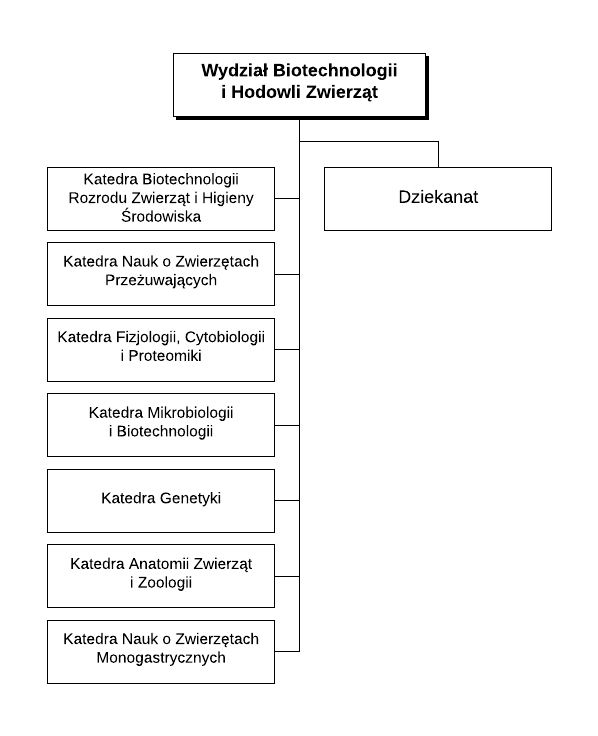 Wydział Biotechnologii
i Hodowli Zwierząt
Katedra Biotechnologii
Rozrodu Zwierząt i Higieny
Środowiska
Dziekanat
Katedra Nauk o Zwierzętach
Przeżuwających
Katedra Fizjologii, Cytobiologii
i Proteomiki
Katedra Mikrobiologii
i Biotechnologii
Katedra Genetyki
Katedra Anatomii Zwierząt
i Zoologii
Katedra Nauk o Zwierzętach
Monogastrycznych